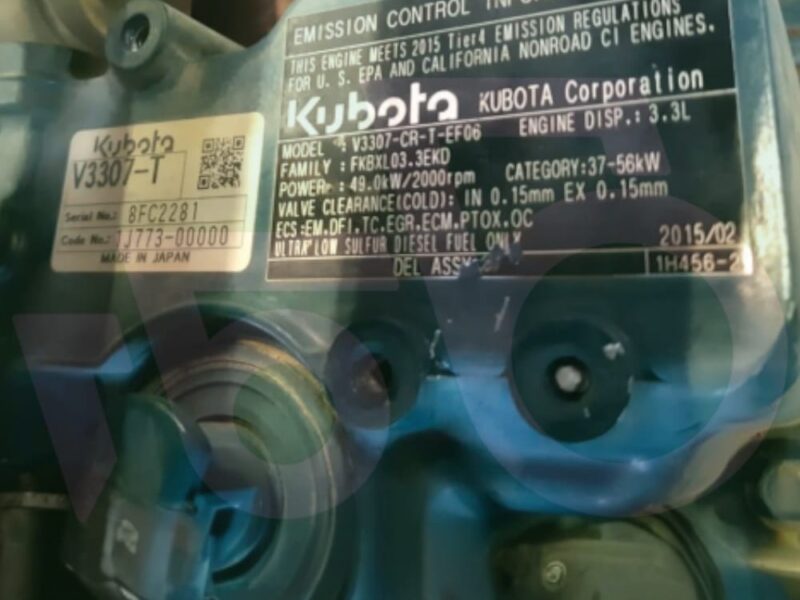 Kubota
V3307-T
Serial No.: 8FC2281
Code No.: 1J773-00000
MADE IN JAPAN
EMISSION CONTROL
THIS ENGINE MEETS 2015 Tier4 EMISSION REGULATIONS
FOR U.S. EPA AND CALIFORNIA NONROAD CI ENGINES.
Kubota KUBOTA Corporation
MODEL : V3307-CR-T-EF06 ENGINE DISP.: 3.3L
FAMILY : FKBXL03.3EKD
POWER : 49.0kW/2000rpm CATEGORY:37-56kW
VALVE CLEARANCE(COLD): IN 0.15mm EX 0.15mm
ECS:EM.DFI.TC.EGR.ECM.PTOX.OC
ULTRA LOW SULFUR DIESEL FUEL ONLY 2015/02
DEL ASSY 1H456-2